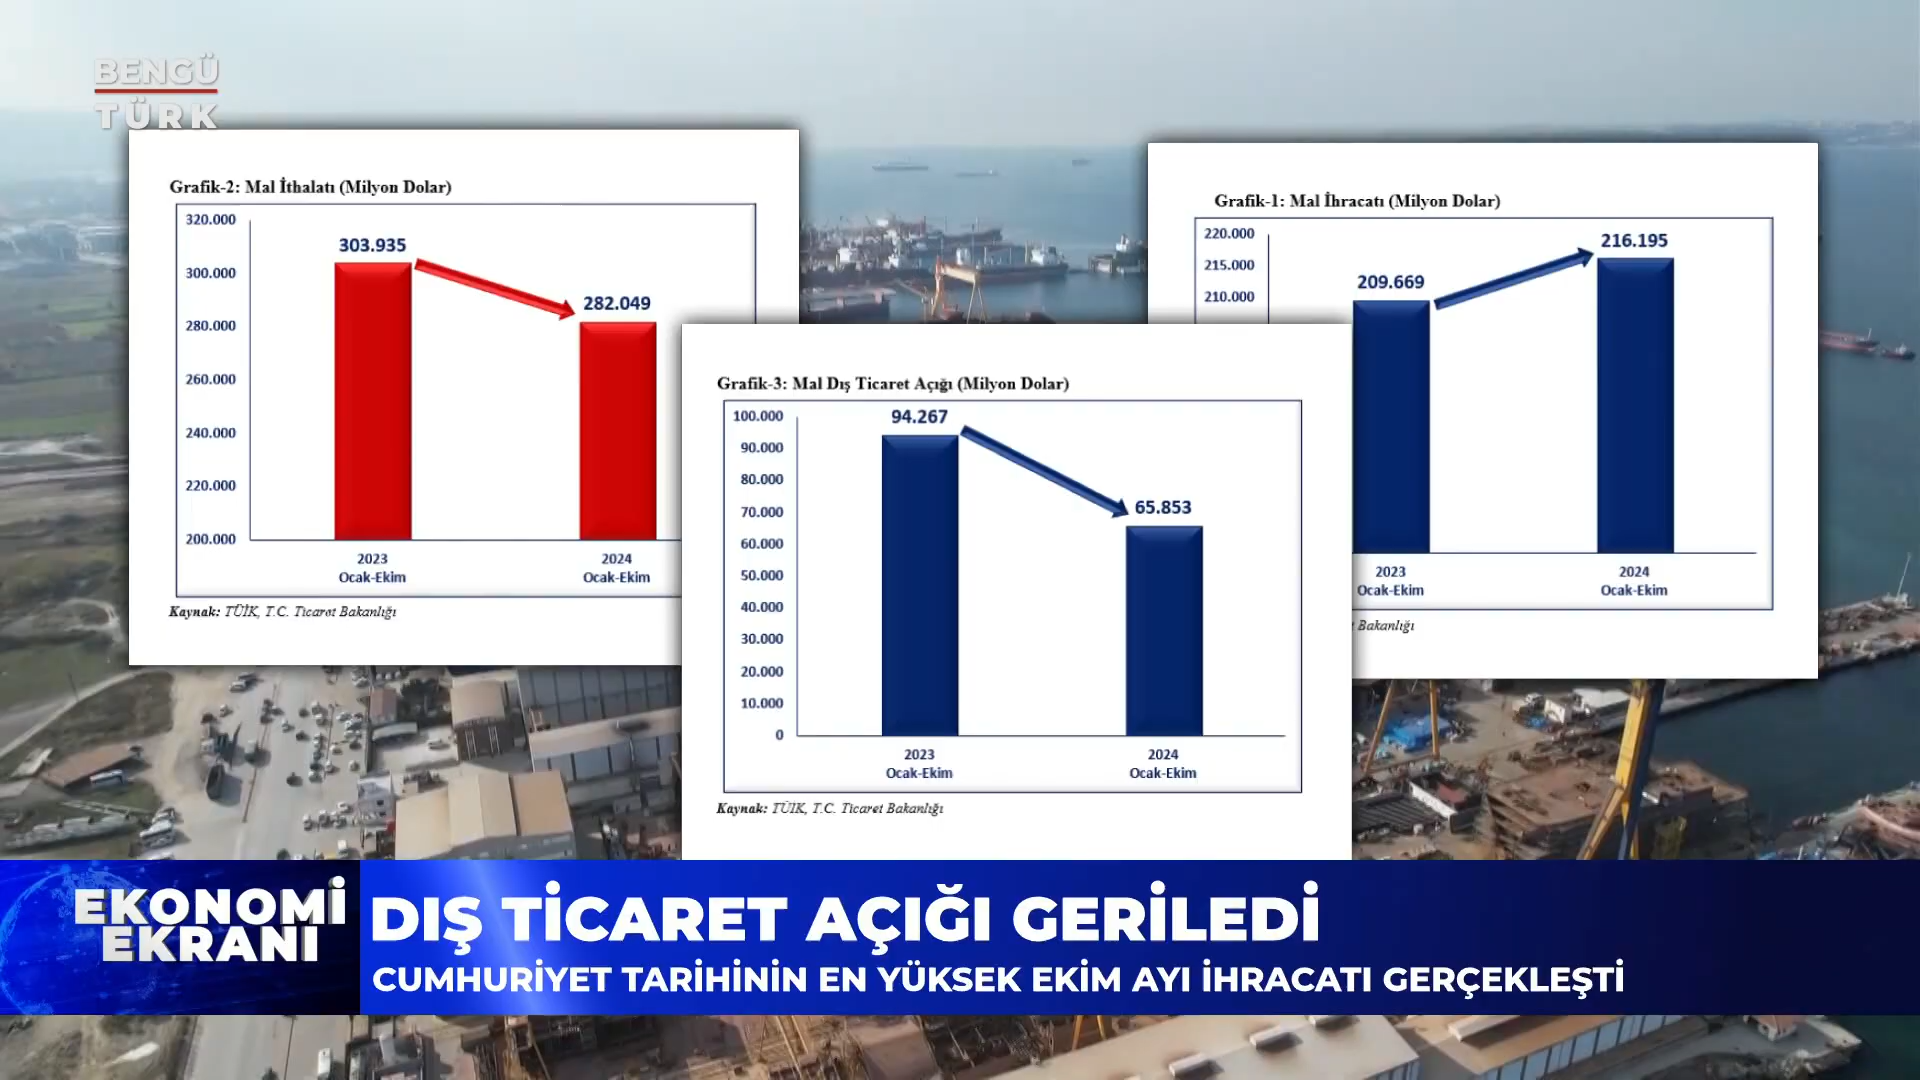 BENGÜ
TÜRK
Grafik-2: Mal İthalatı (Milyon Dolar)
320.000
300.000
280.000
260.000
240.000
220.000
200.000
303.935
282.049
2023
Ocak-Ekim
2024
Ocak-Ekim
Kaynak: TÜİK, T.C. Ticaret Bakanlığı
Grafik-1: Mal İhracatı (Milyon Dolar)
220.000
215.000
210.000
209.669
216.195
2023
Ocak-Ekim
2024
Ocak-Ekim
Bakanlığı
Grafik-3: Mal Dış Ticaret Açığı (Milyon Dolar)
100.000
90.000
80.000
70.000
60.000
50.000
40.000
30.000
20.000
10.000
0
94.267
65.853
2023
Ocak-Ekim
2024
Ocak-Ekim
Kaynak: TÜİK, T.C. Ticaret Bakanlığı
EKONOMİ
EKRANI
DIŞ TİCARET AÇIĞI GERİLEDİ
CUMHURİYET TARİHİNİN EN YÜKSEK EKİM AYI İHRACATI GERÇEKLEŞTİ